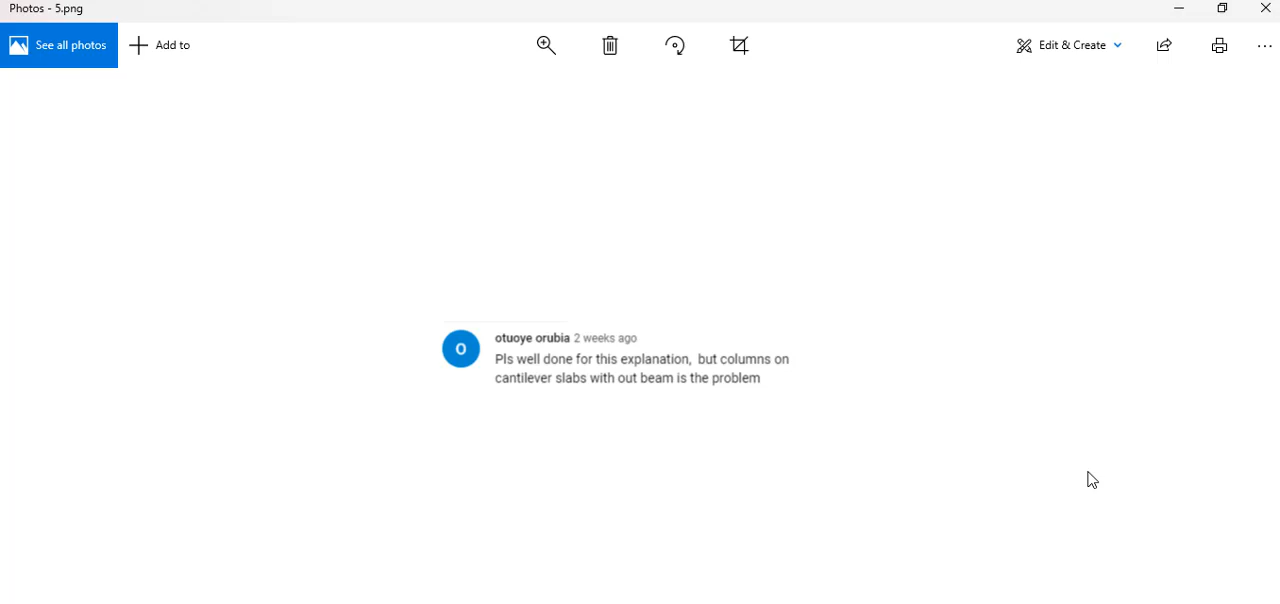 Photos - 5.png
See all photos
Add to
Edit & Create
otuoye orubia 2 weeks ago
O
Pls well done for this explanation, but columns on
cantilever slabs with out beam is the problem